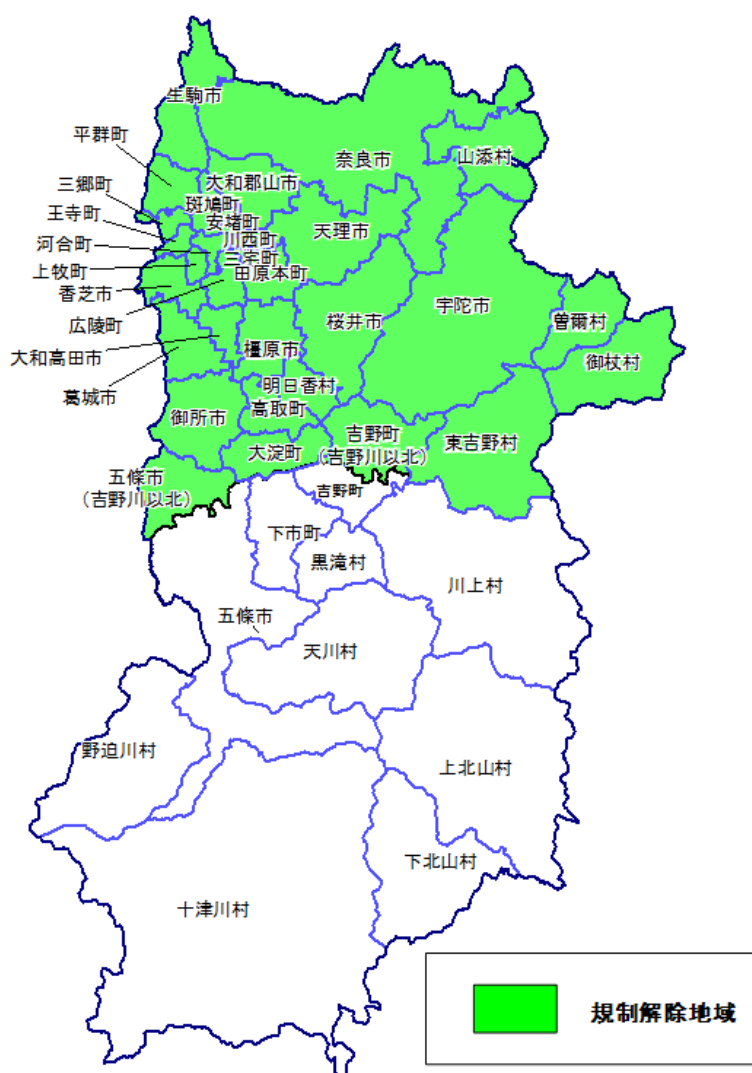 生駒市
平群町
奈良市
山添村
三郷町
大和郡山市
王寺町
斑鳩町
安堵町
河合町
川西町
天理市
三宅町
上牧町
田原本町
香芝市
宇陀市
広陵町
桜井市
曽爾村
大和高田市
橿原市
御杖村
葛城市
明日香村
御所市
高取町
吉野町
(吉野川以北)
東吉野村
大淀町
五條市
(吉野川以北)
吉野町
下市町
黒滝村
川上村
五條市
天川村
野迫川村
上北山村
下北山村
十津川村
規制解除地域